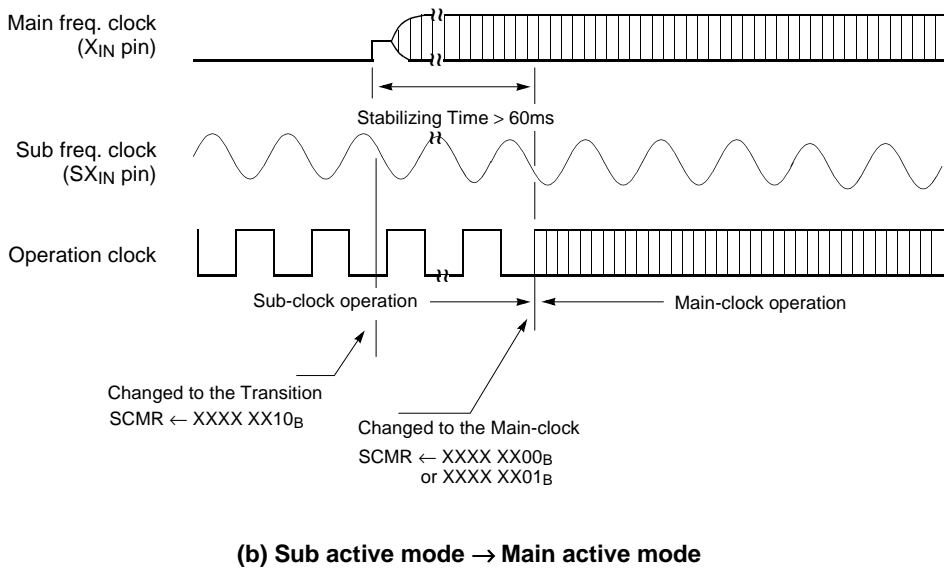 Main freq. clock
(XIN pin)
Stabilizing Time > 60ms
Sub freq. clock
(SXIN pin)
Operation clock
Sub-clock operation
Main-clock operation
Changed to the Transition
SCMR ← XXXX XX10B
Changed to the Main-clock
SCMR ← XXXX XX00B
or XXXX XX01B
(b) Sub active mode → Main active mode